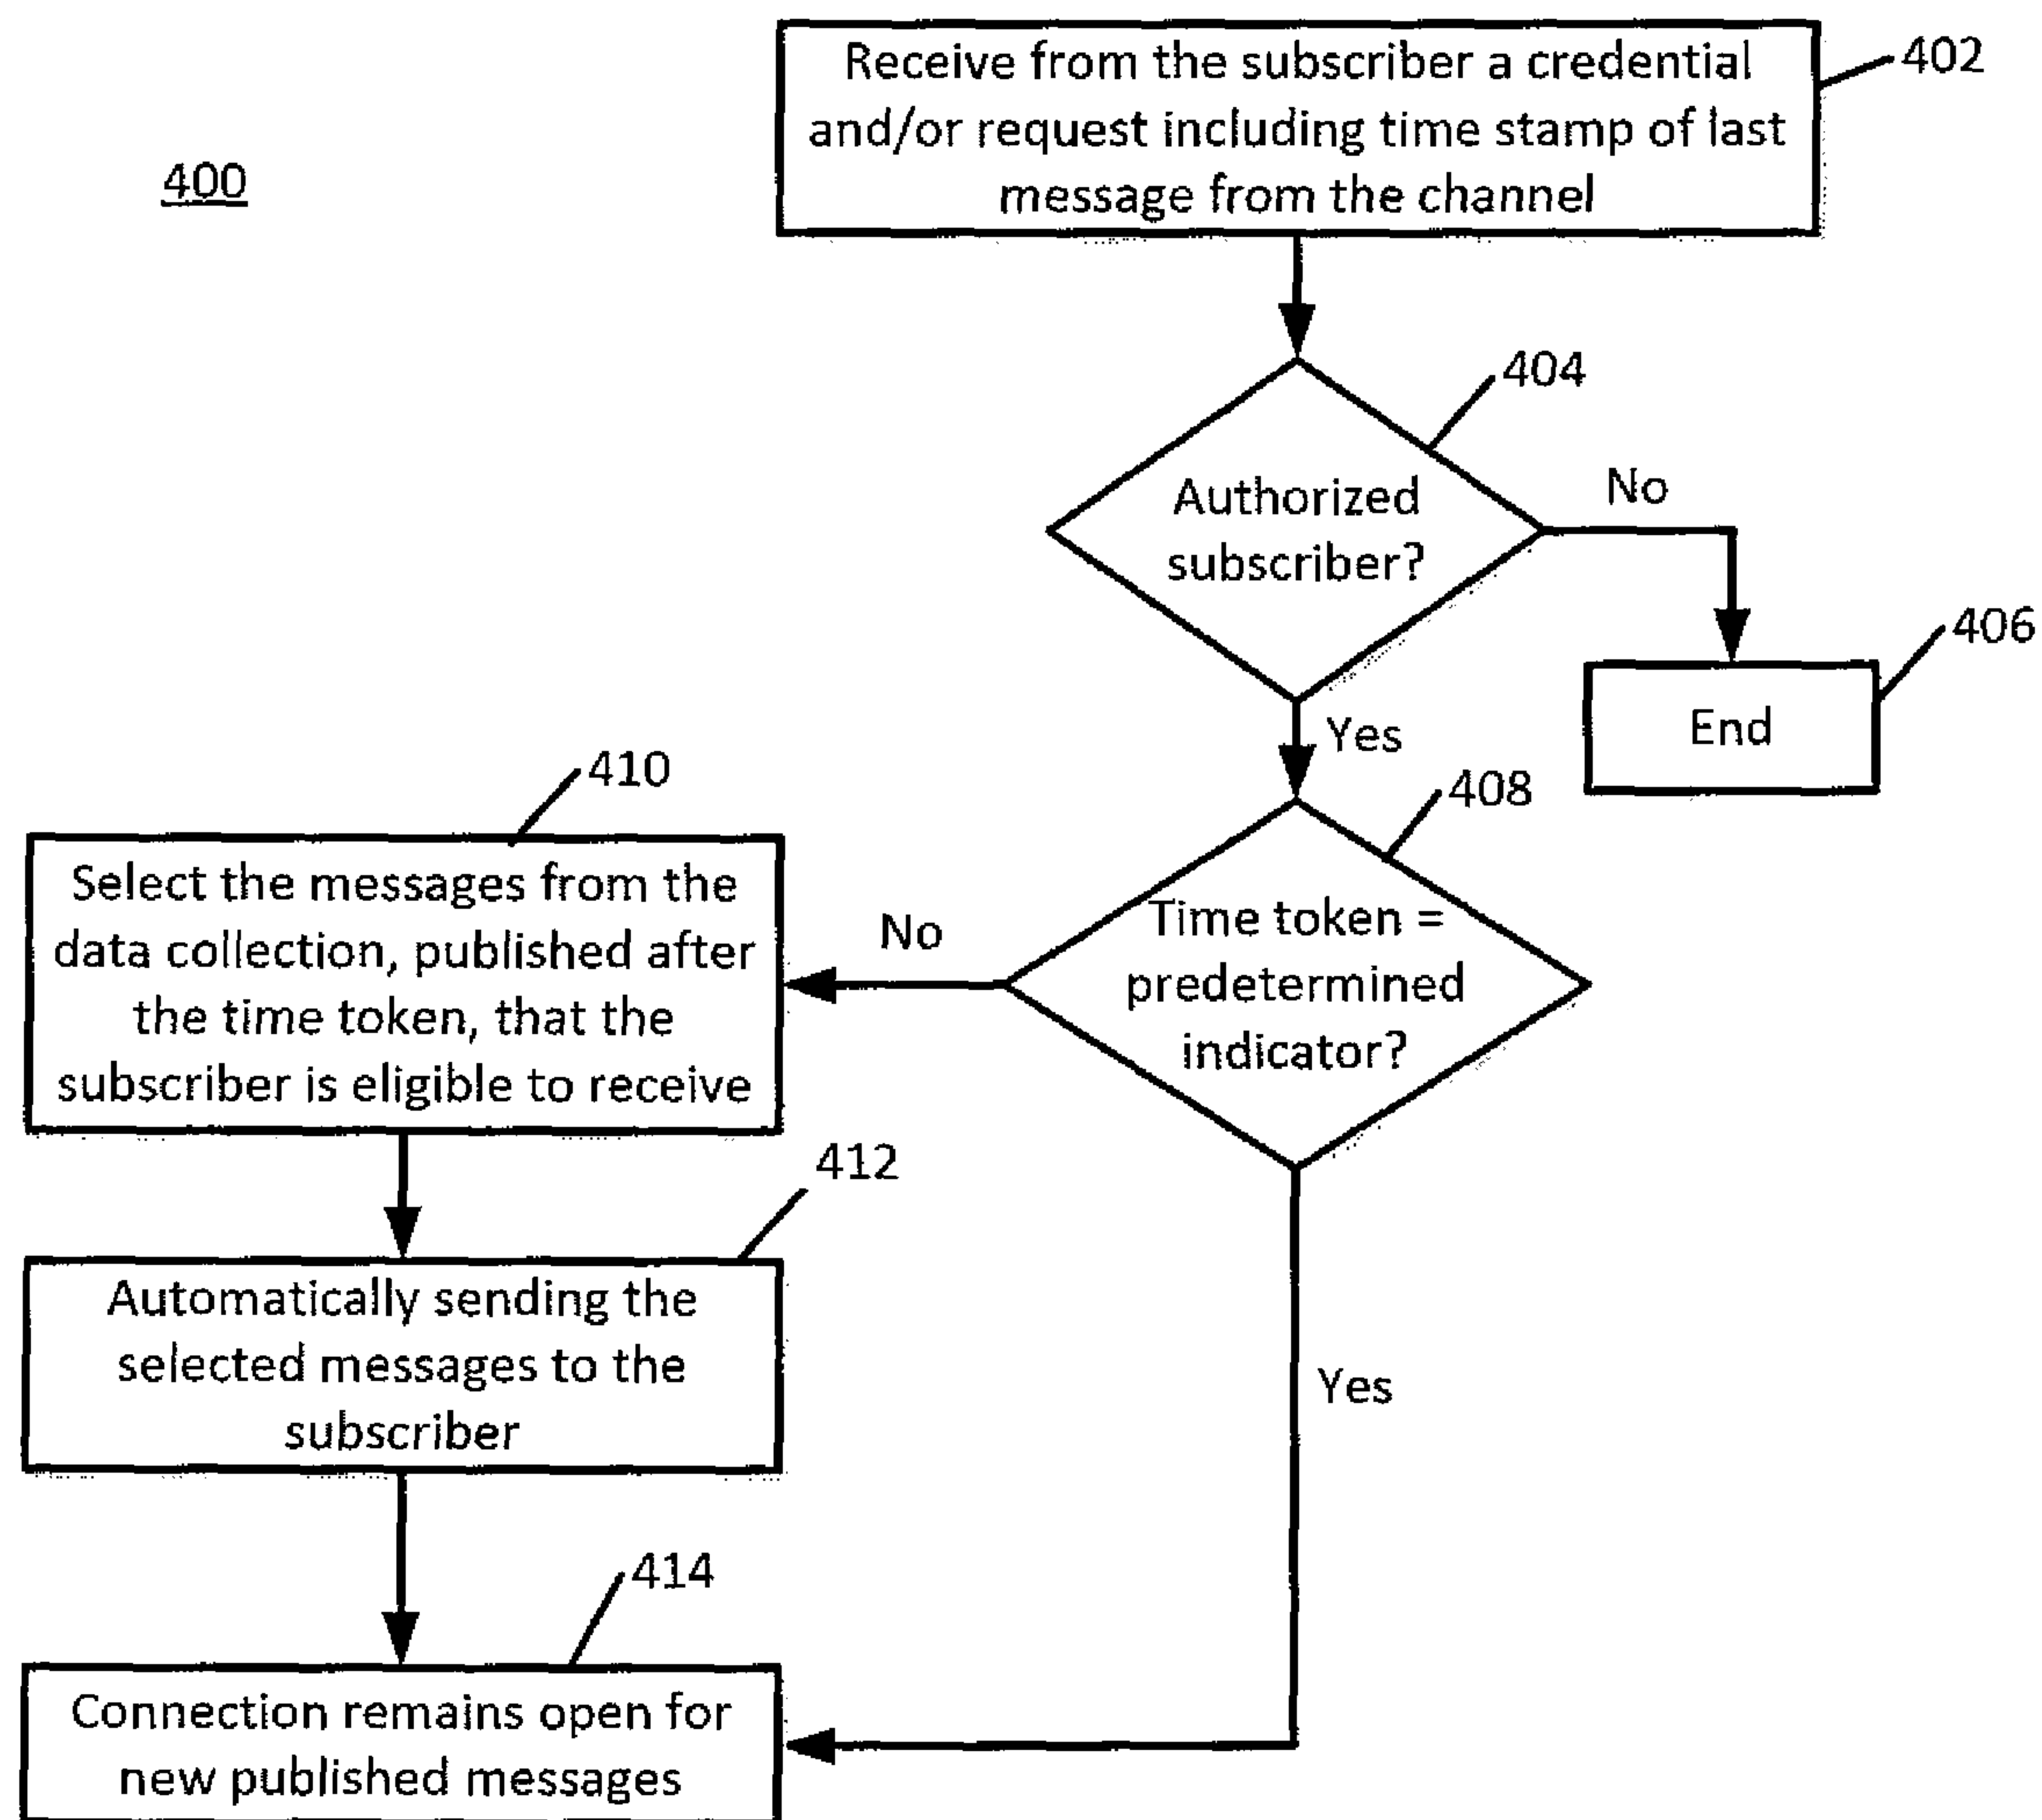 400
Receive from the subscriber a credential
and/or request including time stamp of last
message from the channel
402
404
Authorized
subscriber?
No
406
End
Yes
408
Time token =
predetermined
indicator?
No
410
Select the messages from the
data collection, published after
the time token, that the
subscriber is eligible to receive
412
Automatically sending the
selected messages to the
subscriber
Yes
414
Connection remains open for
new published messages